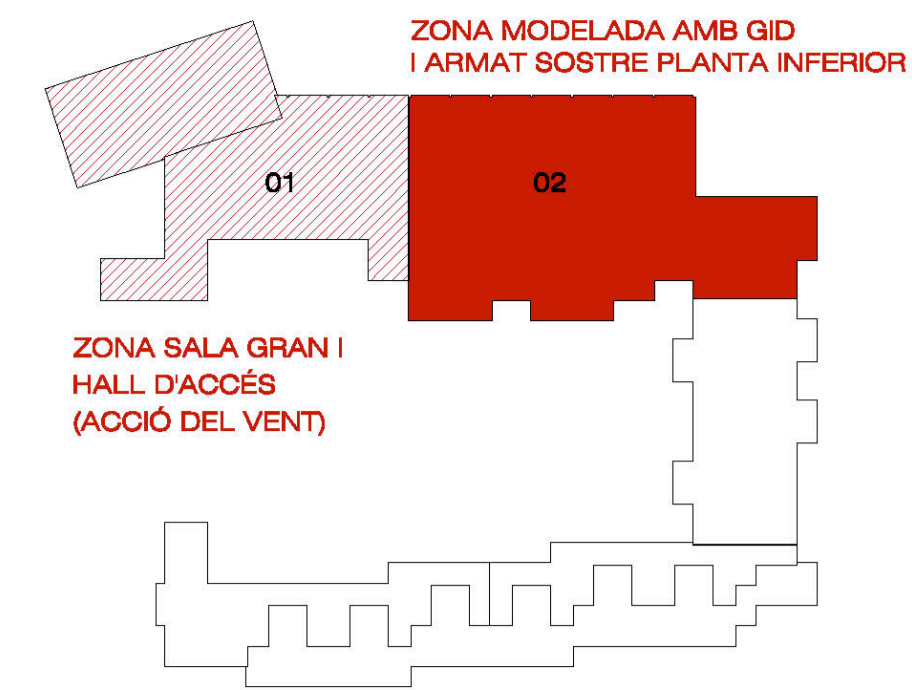 ZONA MODELADA AMB GID
I ARMAT SOSTRE PLANTA INFERIOR
01
02
ZONA SALA GRAN I
HALL D'ACCÉS
(ACCIÓ DEL VENT)